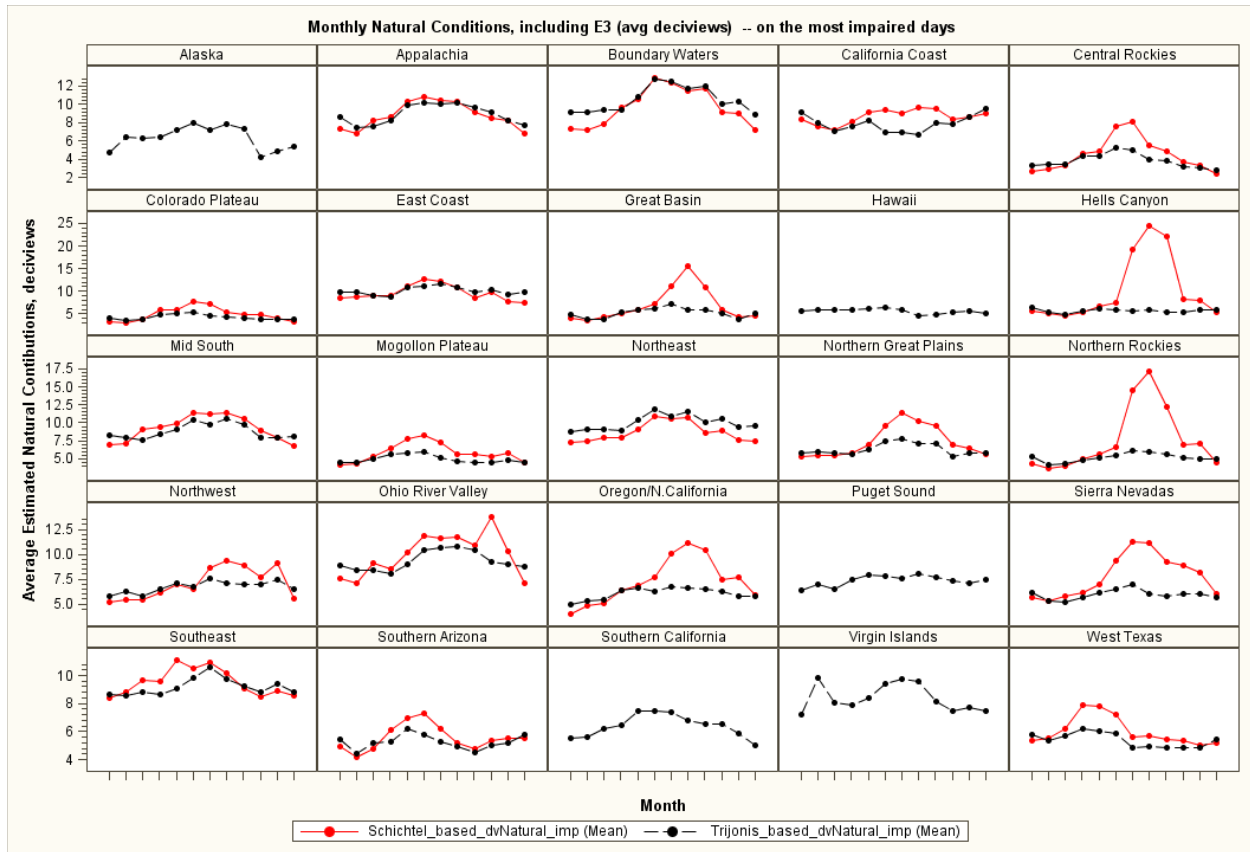 Monthly Natural Conditions, including E3 (avg deciviews) -- on the most impaired days
Alaska Appalachia Boundary Waters California Coast Central Rockies
12
10
8
6
4
2
Colorado Plateau East Coast Great Basin Hawaii Hells Canyon
25
20
15
10
5
Mid South Mogollon Plateau Northeast Northern Great Plains Northern Rockies
17.5
15.0
12.5
10.0
7.5
5.0
Northwest Ohio River Valley Oregon/N.California Puget Sound Sierra Nevadas
12.5
10.0
7.5
5.0
Southeast Southern Arizona Southern California Virgin Islands West Texas
10
8
6
4
Average Estimated Natural Contibutions, deciviews
Month
Schichtel_based_dvNatural_imp (Mean) Trijonis_based_dvNatural_imp (Mean)